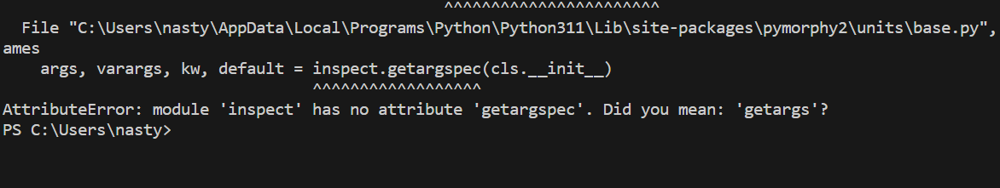 ^^^^^^^^^^^^^^^^^^^^^^^
  File "C:\Users\nasty\AppData\Local\Programs\Python\Python311\Lib\site-packages\pymorphy2\units\base.py",
ames
    args, varargs, kw, default = inspect.getargspec(cls.__init__)
                                 ^^^^^^^^^^^^^^^^^^
AttributeError: module 'inspect' has no attribute 'getargspec'. Did you mean: 'getargs'?
PS C:\Users\nasty>